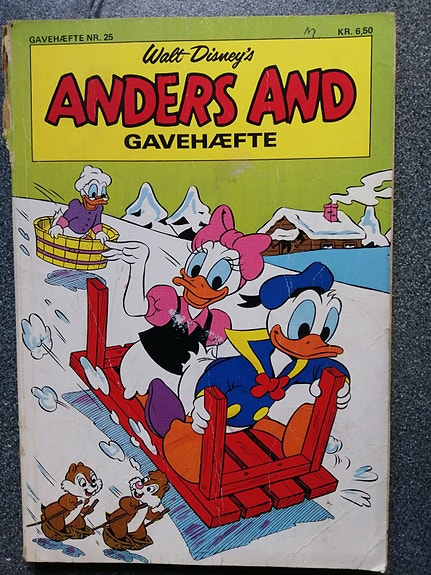 GAVEHÆFTE NR. 25
KR. 6,50
Walt Disney's
ANDERS AND
GAVEHÆFTE